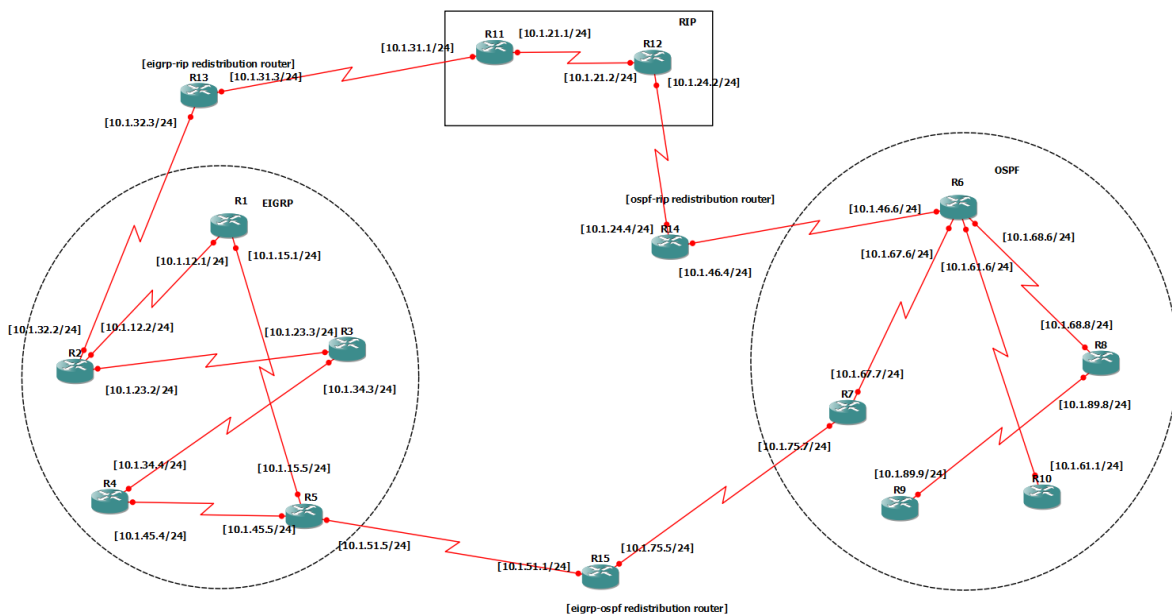 RIP
R11
[10.1.21.1/24]
R12
[10.1.31.1/24]
[eigrp-rip redistribution router]
R13
[10.1.31.3/24]
[10.1.21.2/24]
[10.1.24.2/24]
[10.1.32.3/24]
R6
OSPF
R1
EIGRP
[ospf-rip redistribution router]
[10.1.46.6/24]
[10.1.24.4/24]
R14
[10.1.12.1/24]
[10.1.15.1/24]
[10.1.67.6/24]
[10.1.68.6/24]
[10.1.61.6/24]
[10.1.46.4/24]
[10.1.32.2/24]
[10.1.12.2/24]
[10.1.23.3/24]
R3
[10.1.68.8/24]
R2
R8
[10.1.23.2/24]
[10.1.34.3/24]
[10.1.67.7/24]
R7
[10.1.89.8/24]
[10.1.75.7/24]
[10.1.34.4/24]
[10.1.15.5/24]
[10.1.89.9/24]
[10.1.61.1/24]
R4
R5
R9
R10
[10.1.45.4/24]
[10.1.45.5/24]
[10.1.51.5/24]
[10.1.75.5/24]
R15
[10.1.51.1/24]
[eigrp-ospf redistribution router]